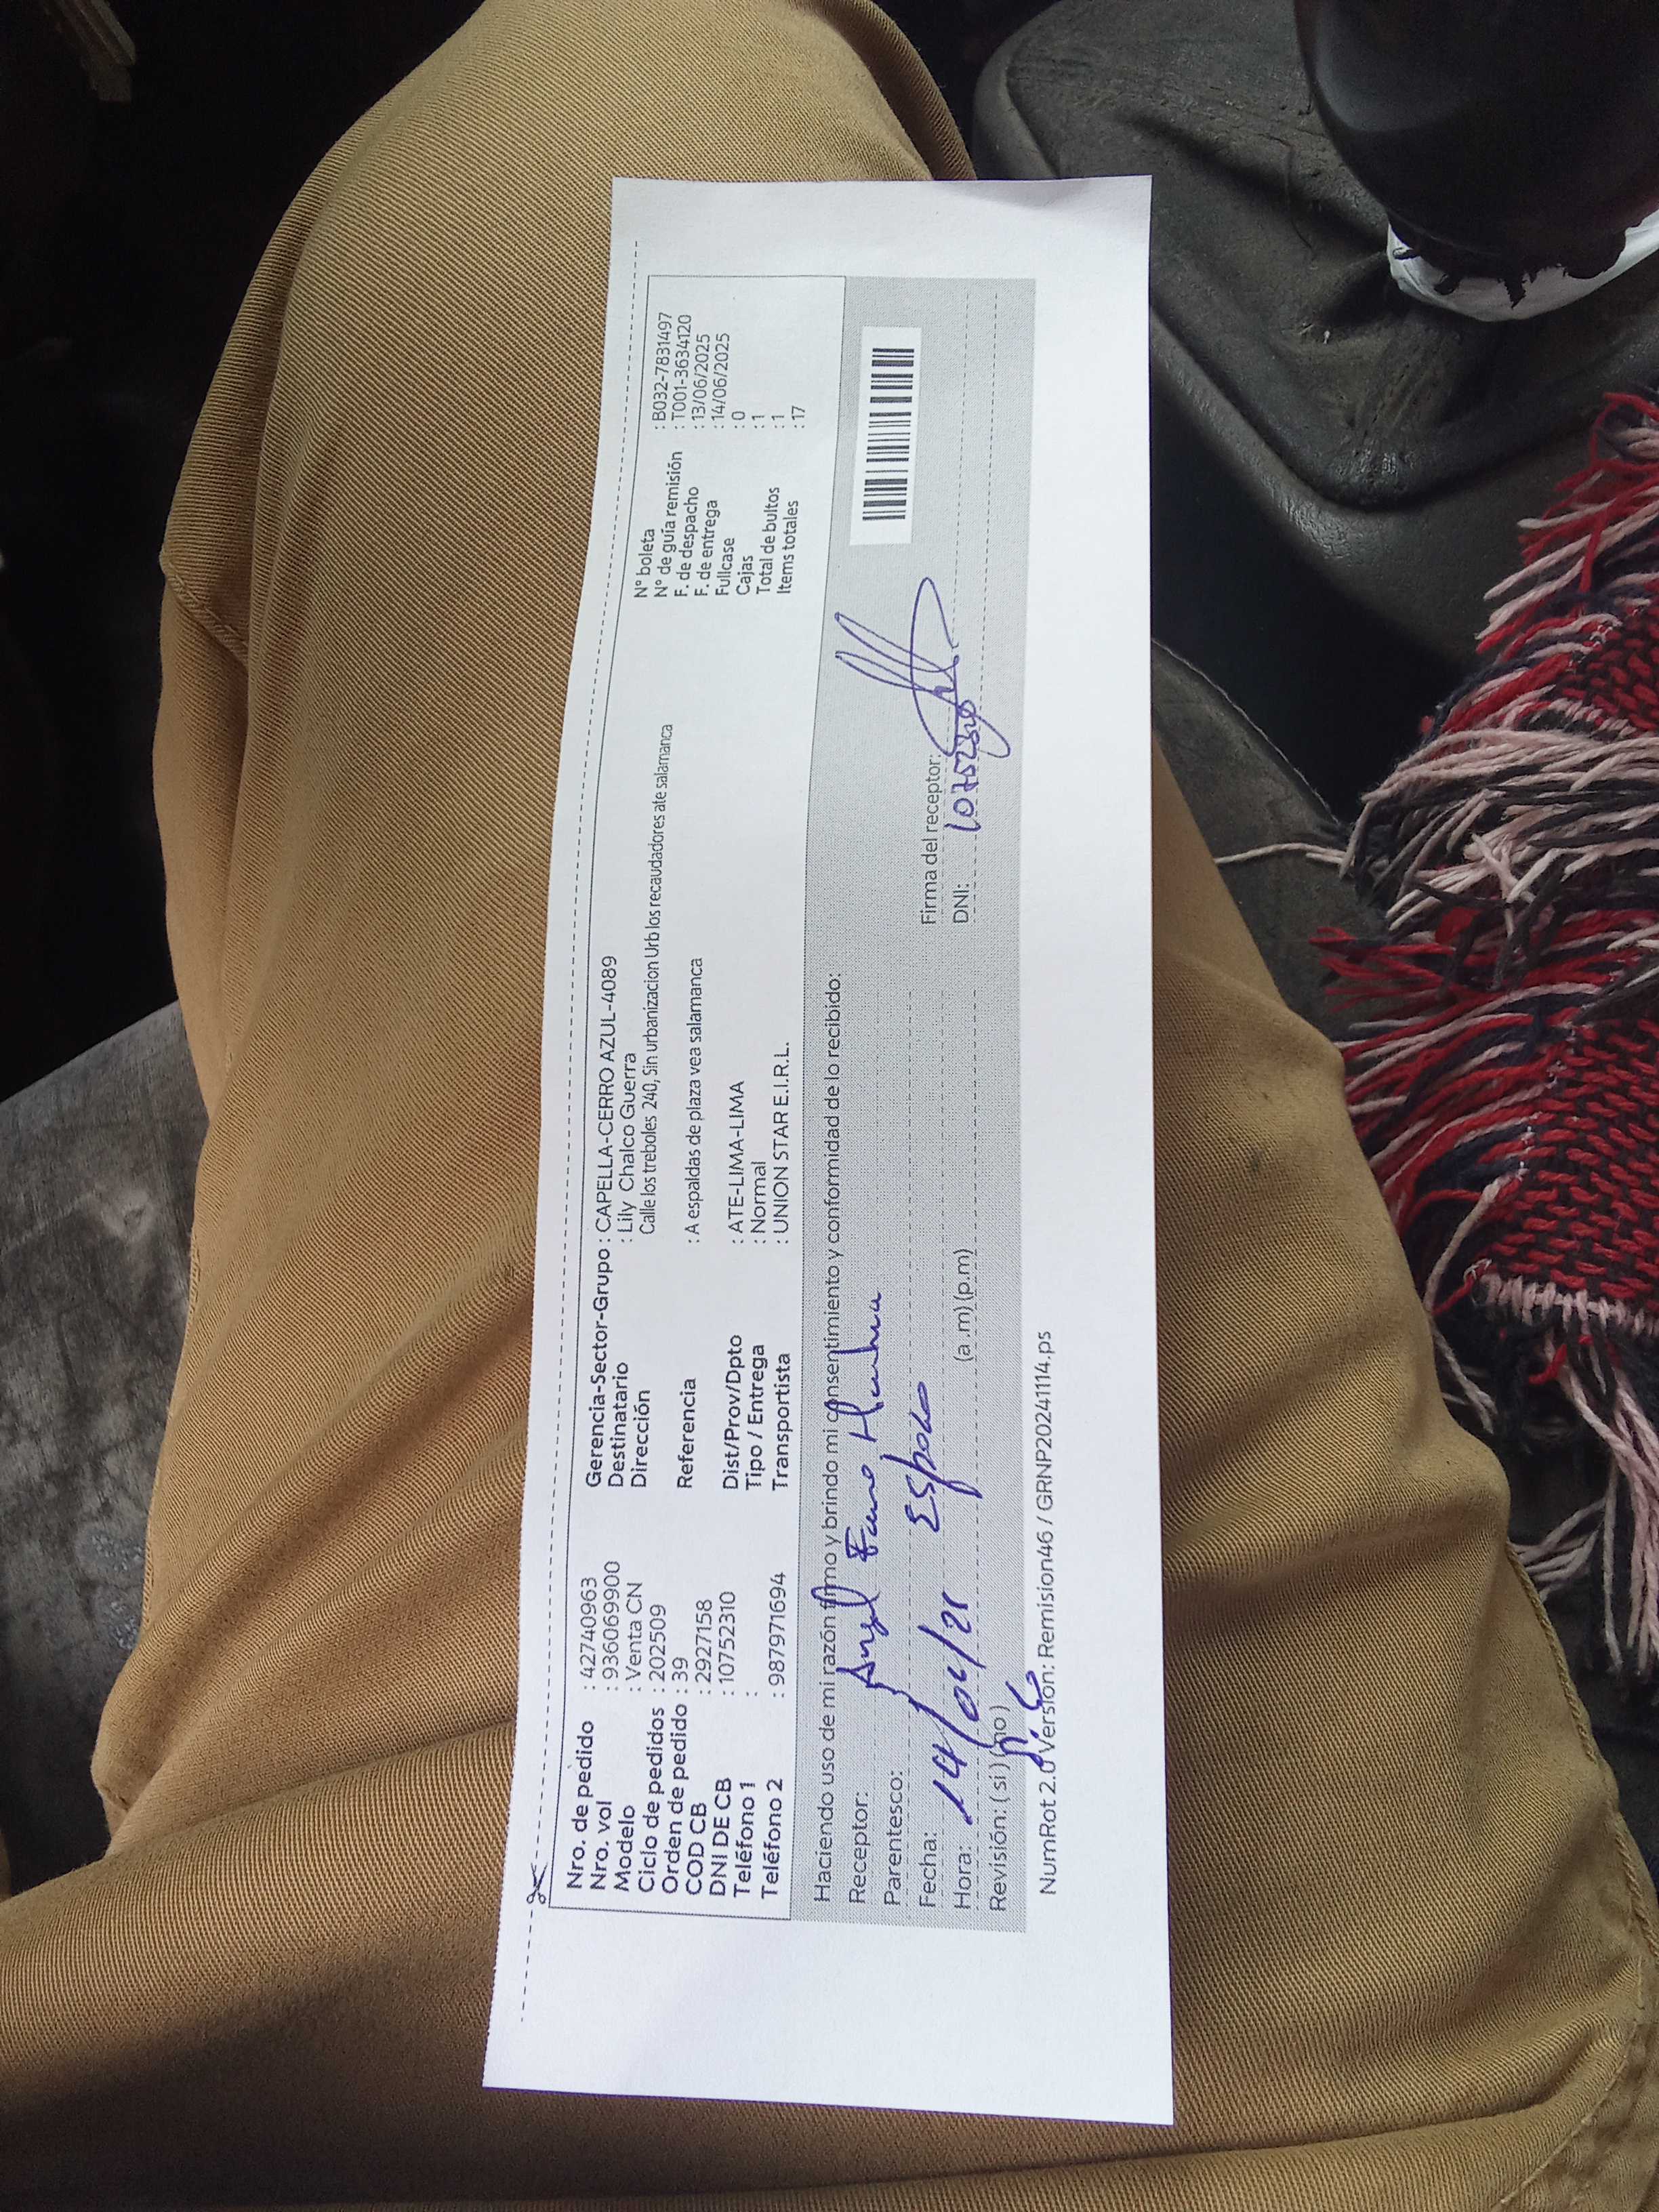 Nro. de pedido : 42740963
Nro. vol : 936069900
Modelo : Venta CN
Ciclo de pedidos : 202509
Orden de pedido : 39
COD CB : 2927158
DNI DE CB : 10752310
Teléfono 1 :
Teléfono 2 : 987971694
Gerencia-Sector-Grupo : CAPELLA-CERRO AZUL-4089
Destinatario : Lily Chalco Guerra
Dirección Calle los treboles 240, Sin urbanizacion Urb los recaudadores ate salamanca
Referencia : A espaldas de plaza vea salamanca
Dist/Prov/Dpto : ATE-LIMA-LIMA
Tipo / Entrega : Normal
Transportista : UNION STAR E.I.R.L.
N° boleta : B032-7831497
N° de guía remisión : T001-3634120
F. de despacho : 13/06/2025
F. de entrega : 14/06/2025
Fullcase : 0
Cajas : 1
Total de bultos : 1
Items totales : 17
Haciendo uso de mi razón firmo y brindo mi consentimiento y conformidad de lo recibido:
Receptor: Angel
Parentesco: Esposo
Fecha: 14/06/25
Hora: (a .m) (p.m)
Revisión: ( si ) ( no )
Firma del receptor:
DNI:
NumRot 2.0 Versión: Remision46 / GRNP20241114.ps